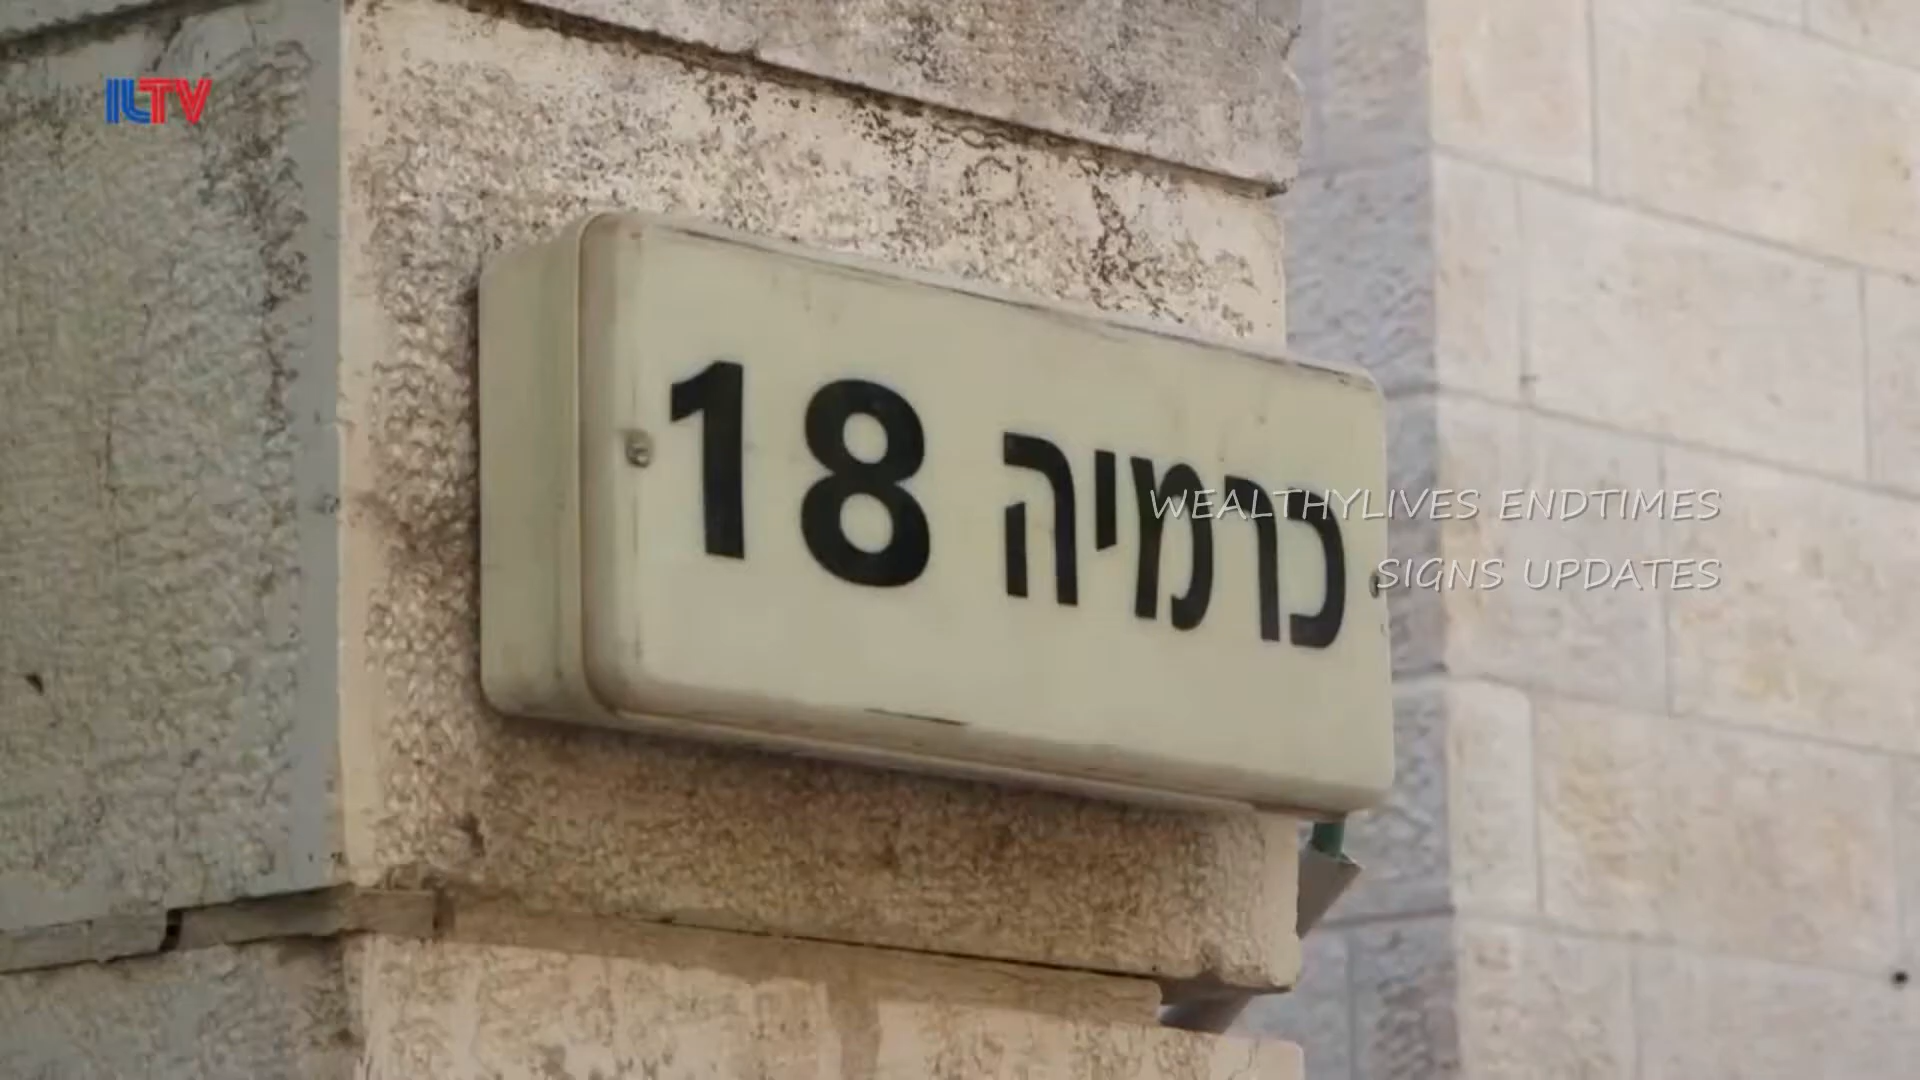 ILTV
כרמיה 18
WEALTHYLIVES ENDTIMES
SIGNS UPDATES